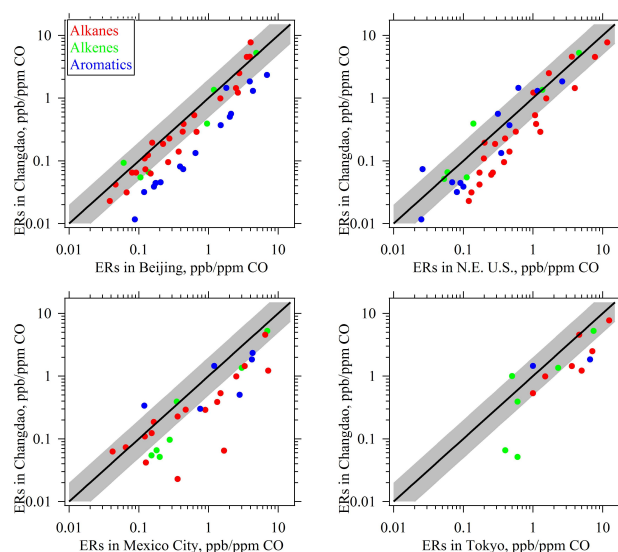 Alkanes
Alkenes
Aromatics
10
1
0.1
0.01
ERs in Changdao, ppb/ppm CO
0.01
0.1
1
10
ERs in Beijing, ppb/ppm CO
10
1
0.1
0.01
ERs in Changdao, ppb/ppm CO
0.01
0.1
1
10
ERs in N.E. U.S., ppb/ppm CO
10
1
0.1
0.01
ERs in Changdao, ppb/ppm CO
0.01
0.1
1
10
ERs in Mexico City, ppb/ppm CO
10
1
0.1
0.01
ERs in Changdao, ppb/ppm CO
0.01
0.1
1
10
ERs in Tokyo, ppb/ppm CO